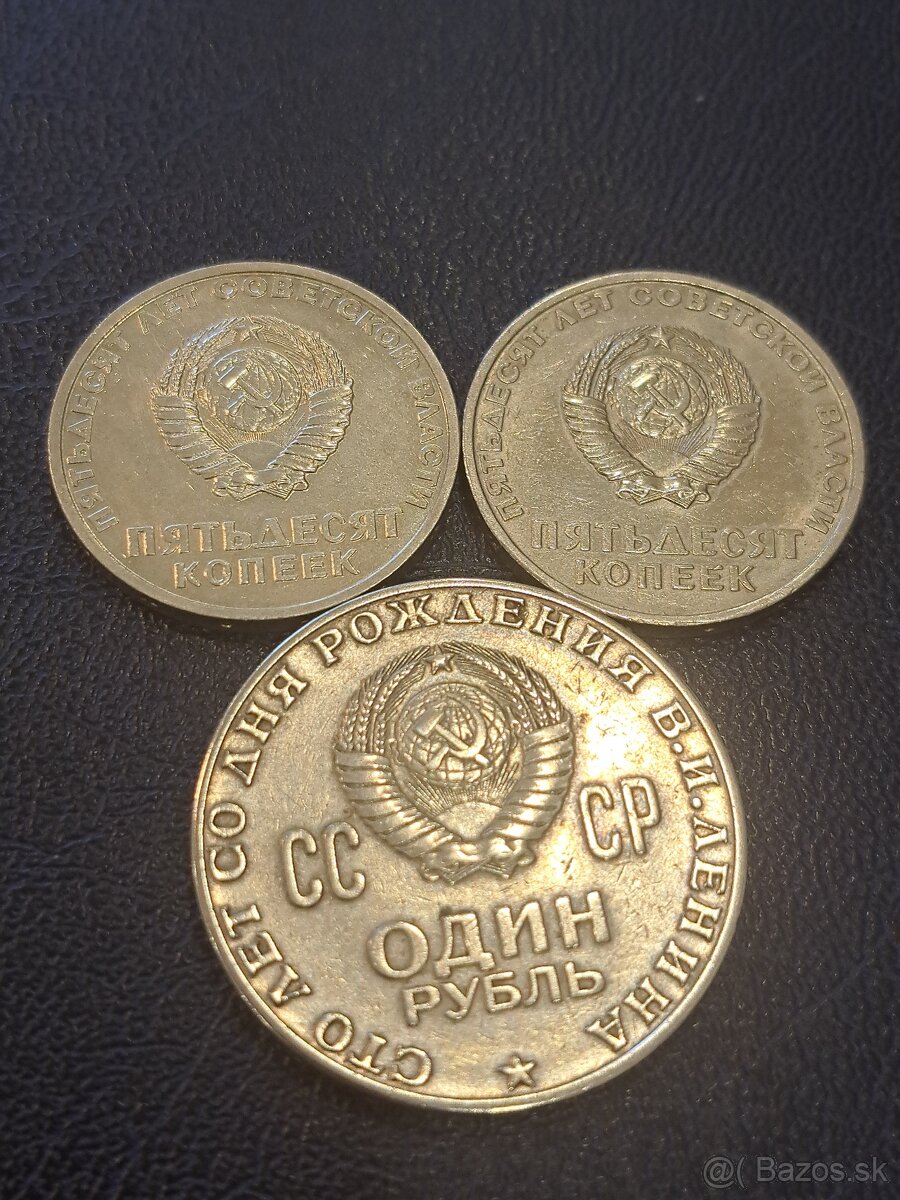 ПЯТЬДЕСЯТ ЛЕТ СОВЕТСКОЙ ВЛАСТИ
ПЯТЬДЕСЯТ
КОПЕЕК
ПЯТЬДЕСЯТ ЛЕТ СОВЕТСКОЙ ВЛАСТИ
ПЯТЬДЕСЯТ
КОПЕЕК
СТО ЛЕТ СО ДНЯ РОЖДЕНИЯ В.И.ЛЕНИНА
СС СР
ОДИН
РУБЛЬ
@( Bazos.sk